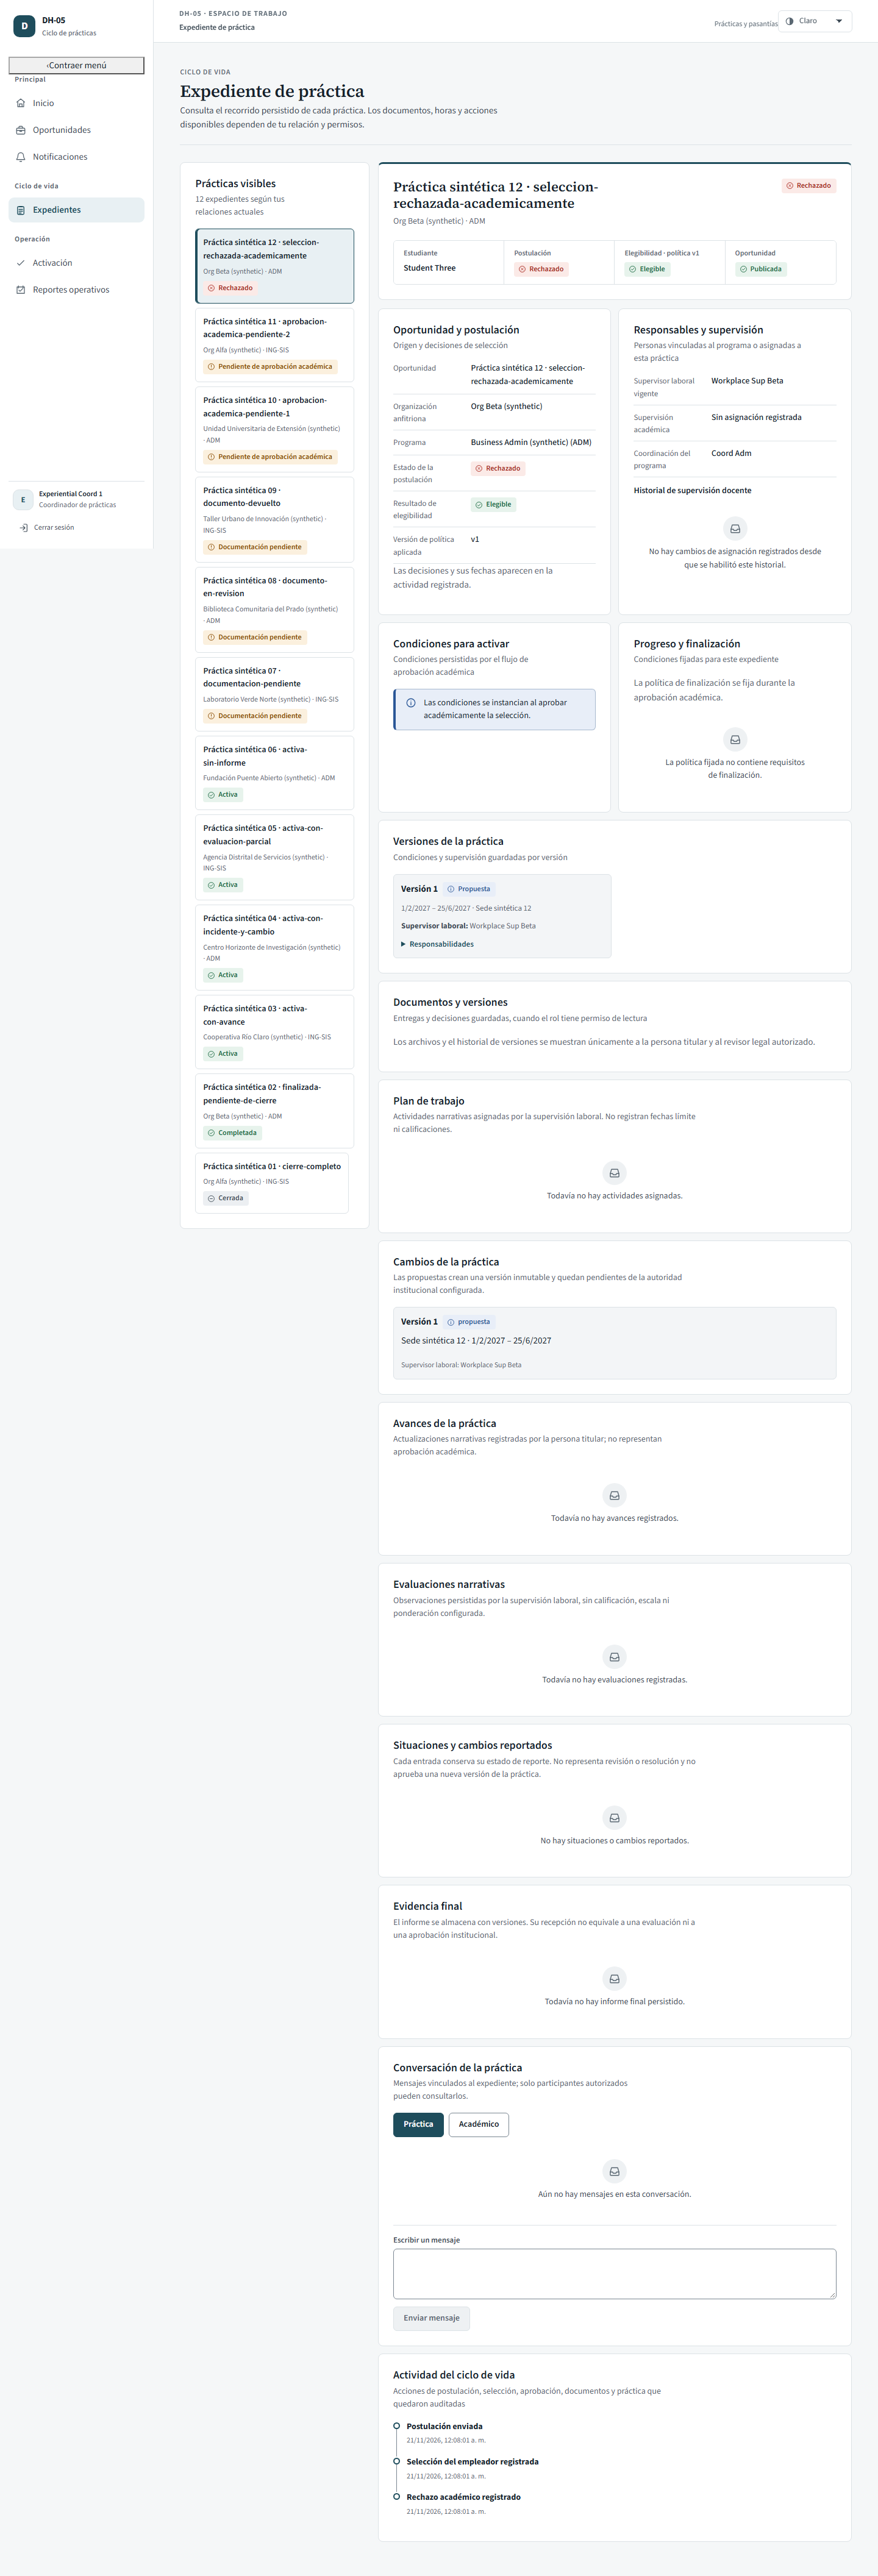 D
DH-05
Ciclo de prácticas
‹Contraer menú
Principal
Inicio
Oportunidades
Notificaciones
Ciclo de vida
Expedientes
Operación
Activación
Reportes operativos
E
Experiential Coord 1
Coordinador de prácticas
Cerrar sesión
DH-05 - ESPACIO DE TRABAJO
Expediente de práctica
Prácticas y pasantías
Claro
CICLO DE VIDA
Expediente de práctica
Consulta el recorrido persistido de cada práctica. Los documentos, horas y acciones
disponibles dependen de tu relación y permisos.
Prácticas visibles
12 expedientes según tus
relaciones actuales
Práctica sintética 12 · seleccion-
rechazada-academicamente
Org Beta (synthetic) · ADM
Rechazado
Práctica sintética 11 · aprobacion-
academica-pendiente-2
Org Alfa (synthetic) · ING-SIS
Pendiente de aprobación académica
Práctica sintética 10 · aprobacion-
academica-pendiente-1
Unidad Universitaria de Extensión (synthetic)
· ADM
Pendiente de aprobación académica
Práctica sintética 09 ·
documento-devuelto
Taller Urbano de Innovación (synthetic) ·
ING-SIS
Documentación pendiente
Práctica sintética 08 · documento-
en-revision
Biblioteca Comunitaria del Prado (synthetic)
· ADM
Documentación pendiente
Práctica sintética 07 ·
documentacion-pendiente
Laboratorio Verde Norte (synthetic) · ING-SIS
Documentación pendiente
Práctica sintética 06 · activa-
sin-informe
Fundación Puente Abierto (synthetic) · ADM
Activa
Práctica sintética 05 · activa-con-
evaluacion-parcial
Agencia Distrital de Servicios (synthetic) ·
ING-SIS
Activa
Práctica sintética 04 · activa-con-
incidente-y-cambio
Centro Horizonte de Investigación (synthetic)
· ADM
Activa
Práctica sintética 03 · activa-
con-avance
Cooperativa Río Claro (synthetic) · ING-SIS
Activa
Práctica sintética 02 · finalizada-
pendiente-de-cierre
Org Beta (synthetic) · ADM
Completada
Práctica sintética 01 · cierre-completo
Org Alfa (synthetic) · ING-SIS
Cerrada
Práctica sintética 12 · seleccion-
rechazada-academicamente
Org Beta (synthetic) · ADM
Rechazado
Estudiante
Student Three
Postulación
Rechazado
Elegibilidad · política v1
Elegible
Oportunidad
Publicada
Oportunidad y postulación
Origen y decisiones de selección
Oportunidad
Práctica sintética 12 · seleccion-
rechazada-academicamente
Organización
anfitriona
Org Beta (synthetic)
Programa
Business Admin (synthetic) (ADM)
Estado de la
postulación
Rechazado
Resultado de
elegibilidad
Elegible
Versión de política
aplicada
v1
Las decisiones y sus fechas aparecen en la
actividad registrada.
Responsables y supervisión
Personas vinculadas al programa o asignadas a
esta práctica
Supervisor laboral
vigente
Workplace Sup Beta
Supervisión
académica
Sin asignación registrada
Coordinación del
programa
Coord Adm
Historial de supervisión docente
No hay cambios de asignación registrados desde
que se habilitó este historial.
Condiciones para activar
Condiciones persistidas por el flujo de
aprobación académica
Las condiciones se instancian al aprobar
académicamente la selección.
Progreso y finalización
Condiciones fijadas para este expediente
La política de finalización se fija durante la
aprobación académica.
La política fijada no contiene requisitos
de finalización.
Versiones de la práctica
Condiciones y supervisión guardadas por versión
Versión 1
Propuesta
1/2/2027 – 25/6/2027 · Sede sintética 12
Supervisor laboral: Workplace Sup Beta
Responsabilidades
Documentos y versiones
Entregas y decisiones guardadas, cuando el rol tiene permiso de lectura
Los archivos y el historial de versiones se muestran únicamente a la persona titular y al revisor legal autorizado.
Plan de trabajo
Actividades narrativas asignadas por la supervisión laboral. No registran fechas límite
ni calificaciones.
Todavía no hay actividades asignadas.
Cambios de la práctica
Las propuestas crean una versión inmutable y quedan pendientes de la autoridad
institucional configurada.
Versión 1
propuesta
Sede sintética 12 · 1/2/2027 – 25/6/2027
Supervisor laboral: Workplace Sup Beta
Avances de la práctica
Actualizaciones narrativas registradas por la persona titular; no representan
aprobación académica.
Todavía no hay avances registrados.
Evaluaciones narrativas
Observaciones persistidas por la supervisión laboral, sin calificación, escala ni
ponderación configurada.
Todavía no hay evaluaciones registradas.
Situaciones y cambios reportados
Cada entrada conserva su estado de reporte. No representa revisión o resolución y no
aprueba una nueva versión de la práctica.
No hay situaciones o cambios reportados.
Evidencia final
El informe se almacena con versiones. Su recepción no equivale a una evaluación ni a
una aprobación institucional.
Todavía no hay informe final persistido.
Conversación de la práctica
Mensajes vinculados al expediente; solo participantes autorizados
pueden consultarlos.
Práctica
Académico
Aún no hay mensajes en esta conversación.
Escribir un mensaje
Enviar mensaje
Actividad del ciclo de vida
Acciones de postulación, selección, aprobación, documentos y práctica que
quedaron auditadas
Postulación enviada
21/11/2026, 12:08:01 a. m.
Selección del empleador registrada
21/11/2026, 12:08:01 a. m.
Rechazo académico registrado
21/11/2026, 12:08:01 a. m.